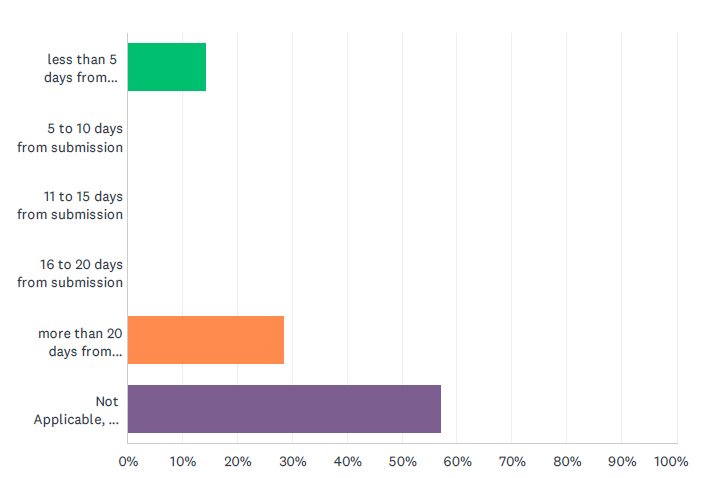 less than 5
days from...
5 to 10 days
from submission
11 to 15 days
from submission
16 to 20 days
from submission
more than 20
days from...
Not
Applicable, ...
0% 10% 20% 30% 40% 50% 60% 70% 80% 90% 100%